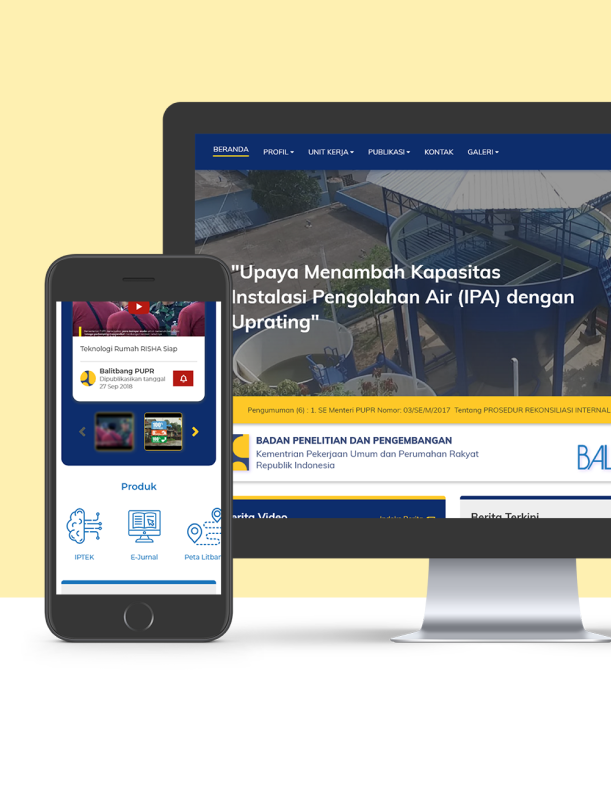 BERANDA
PROFIL
UNIT KERJA
PUBLIKASI
KONTAK
GALERI
"Upaya Menambah Kapasitas
Instalasi Pengolahan Air (IPA) dengan
Uprating"
Pengumuman (6) : 1. SE Menteri PUPR Nomor: 03/SE/M/2017 Tentang PROSEDUR REKONSILIASI INTERNAL
BADAN PENELITIAN DAN PENGEMBANGAN
Kementrian Pekerjaan Umum dan Perumahan Rakyat
Republik Indonesia
BAL
erita Video
Indeks Berita
Berita Terkini
Teknologi Rumah RISHA Siap
Balitbang PUPR
Dipublikasikan tanggal
27 Sep 2018
Produk
IPTEK
E-Jurnal
Peta Litban